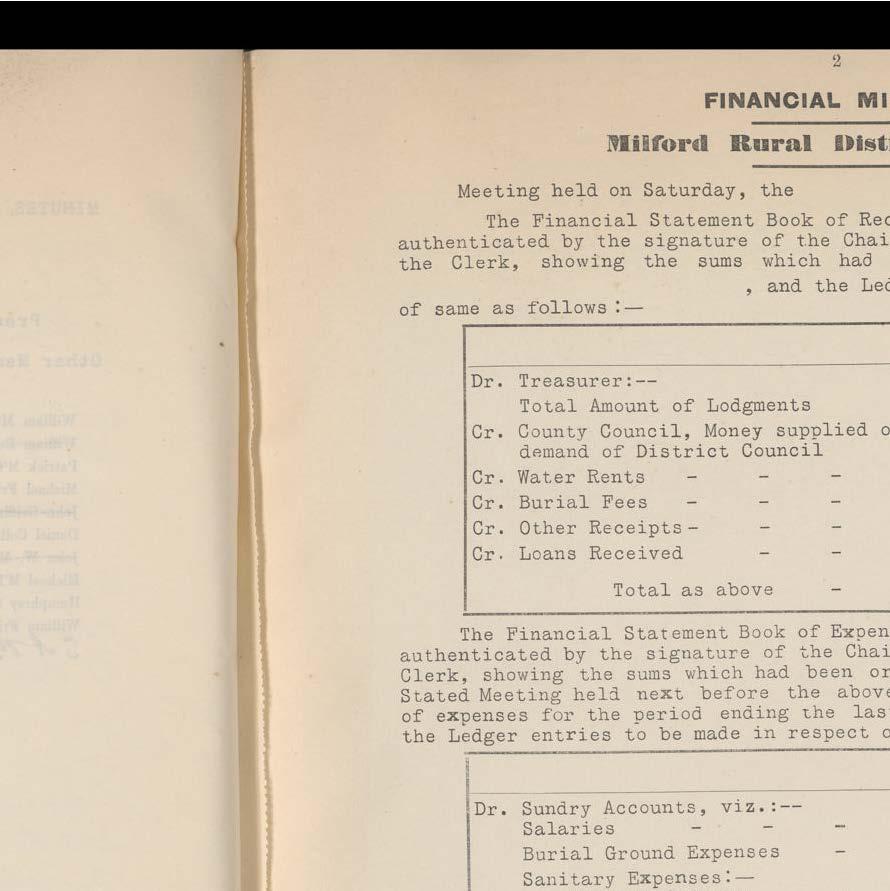 2
FINANCIAL MI
Milford Rural Dist
Meeting held on Saturday, the
The Financial Statement Book of Rec
authenticated by the signature of the Chai
the Clerk, showing the sums which had
, and the Led
of same as follows:—
Dr. Treasurer:--
Total Amount of Lodgments
Cr. County Council, Money supplied o
demand of District Council
Cr. Water Rents - - -
Cr. Burial Fees - - -
Cr. Other Receipts- - -
Cr. Loans Received - -
Total as above -
The Financial Statement Book of Expen
authenticated by the signature of the Chai
Clerk, showing the sums which had been or
Stated Meeting held next before the above
of expenses for the period ending the las
the Ledger entries to be made in respect o
Dr. Sundry Accounts, viz.:--
Salaries - - -
Burial Ground Expenses -
Sanitary Expenses:—